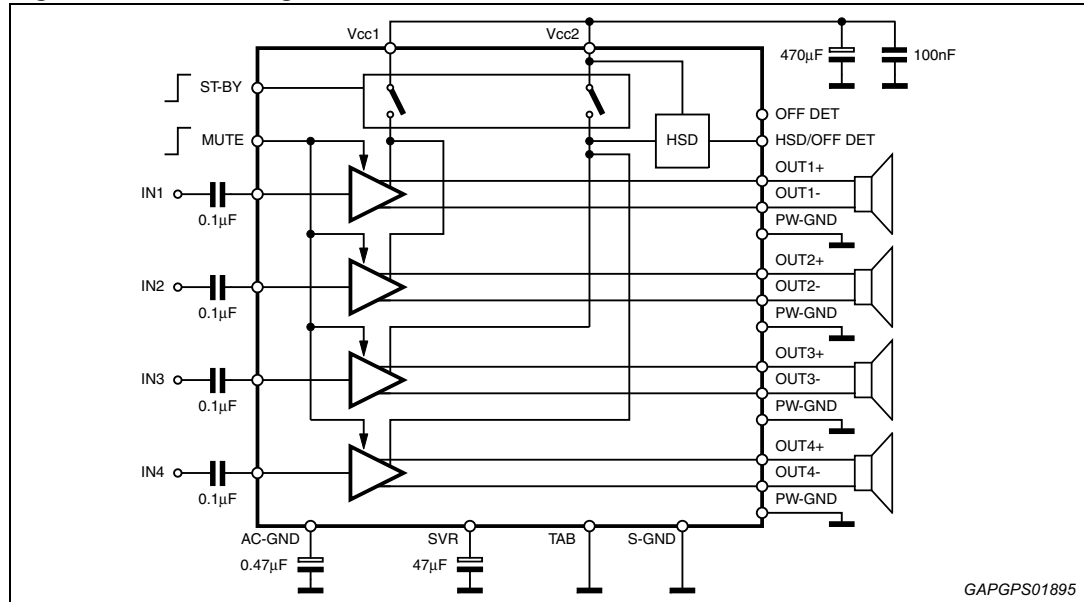 Vcc1
Vcc2
470μF
100nF
ST-BY
OFF DET
MUTE
HSD
HSD/OFF DET
OUT1+
IN1
OUT1-
0.1μF
PW-GND
OUT2+
IN2
OUT2-
0.1μF
PW-GND
OUT3+
IN3
OUT3-
0.1μF
PW-GND
OUT4+
IN4
OUT4-
0.1μF
PW-GND
AC-GND
SVR
TAB
S-GND
0.47μF
47μF
GAPGPS01895